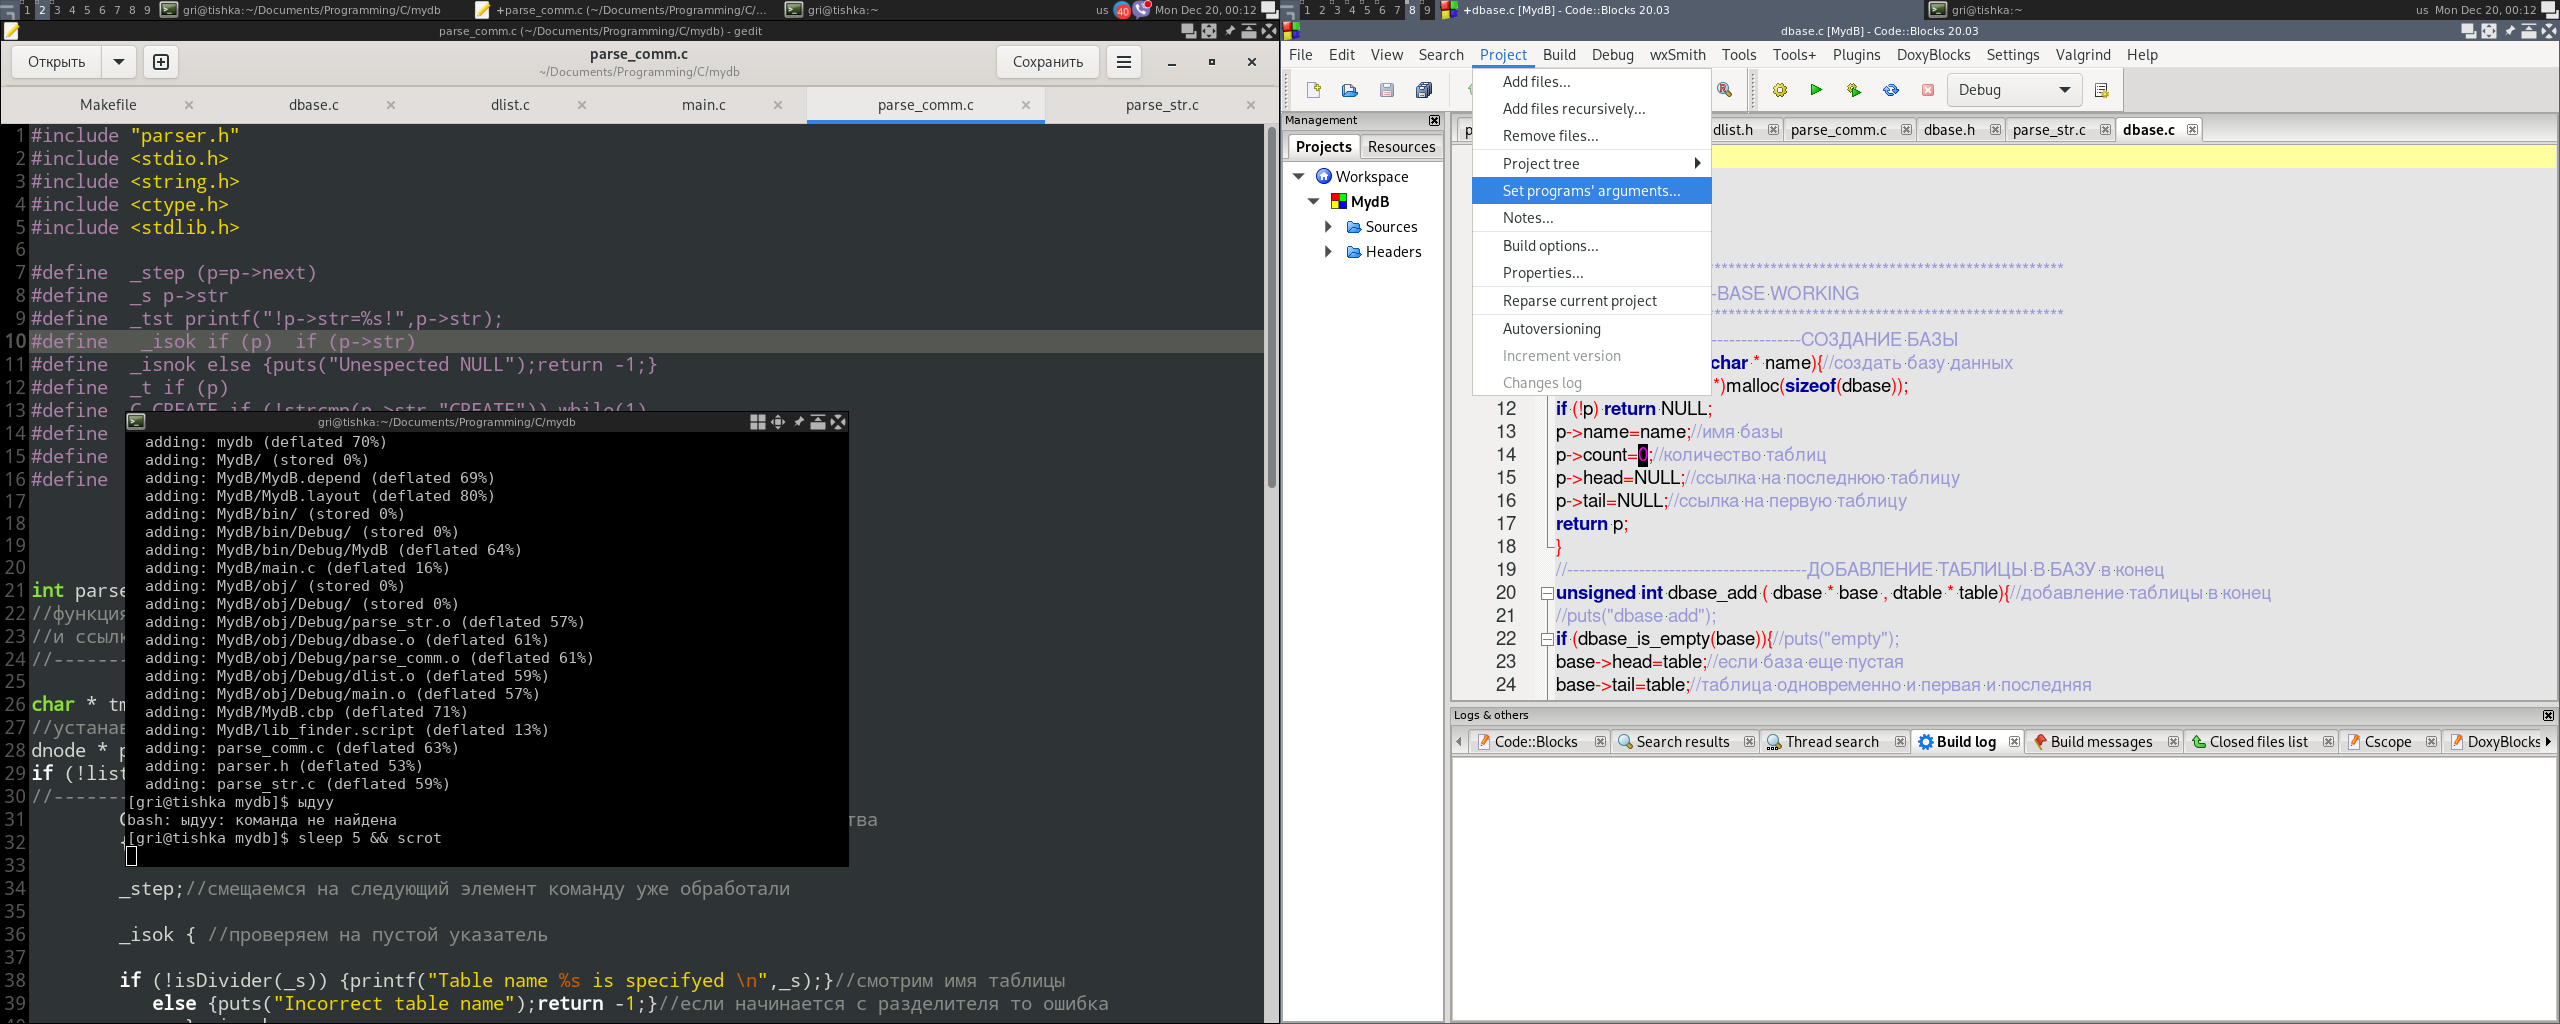 1 2 3 4 5 6 7 8 9 gri@tishka:~/Documents/Programming/C/mydb +parse_comm.c (~/Documents/Programming/C/... gri@tishka:~ us 40 Mon Dec 20, 00:12
parse_comm.c (~/Documents/Programming/C/mydb) - gedit
Открыть
parse_comm.c
~/Documents/Programming/C/mydb
Сохранить
Makefile dbase.c dlist.c main.c parse_comm.c parse_str.c
1 #include "parser.h"
2 #include <stdio.h>
3 #include <string.h>
4 #include <ctype.h>
5 #include <stdlib.h>
6
7 #define _step (p=p->next)
8 #define _s p->str
9 #define _tst printf("!p->str=%s!",p->str);
10 #define _isok if (p) if (p->str)
11 #define _isnok else {puts("Unespected NULL");return -1;}
12 #define _t if (p)
13 #define C_CREATE if (!strcmp(p->str,"CREATE")) while(1)
14 #define
15 #define
16 #define
17
18
19
20
21 int parse
22 //функция
23 //и ссылк
24 //-------
25
26 char * tm
27 //устанав
28 dnode * p
29 if (!list
30 //-------
31 тва
32
33
34 _step;//смещаемся на следующий элемент команду уже обработали
35
36 _isok { //проверяем на пустой указатель
37
38 if (!isDivider(_s)) {printf("Table name %s is specifyed \n",_s);}//смотрим имя таблицы
39 else {puts("Incorrect table name");return -1;}//если начинается с разделителя то ошибка
gri@tishka:~/Documents/Programming/C/mydb
adding: mydb (deflated 70%)
adding: MydB/ (stored 0%)
adding: MydB/MydB.depend (deflated 69%)
adding: MydB/MydB.layout (deflated 80%)
adding: MydB/bin/ (stored 0%)
adding: MydB/bin/Debug/ (stored 0%)
adding: MydB/bin/Debug/MydB (deflated 64%)
adding: MydB/main.c (deflated 16%)
adding: MydB/obj/ (stored 0%)
adding: MydB/obj/Debug/ (stored 0%)
adding: MydB/obj/Debug/parse_str.o (deflated 57%)
adding: MydB/obj/Debug/dbase.o (deflated 61%)
adding: MydB/obj/Debug/parse_comm.o (deflated 61%)
adding: MydB/obj/Debug/dlist.o (deflated 59%)
adding: MydB/obj/Debug/main.o (deflated 57%)
adding: MydB/MydB.cbp (deflated 71%)
adding: MydB/lib_finder.script (deflated 13%)
adding: parse_comm.c (deflated 63%)
adding: parser.h (deflated 53%)
adding: parse_str.c (deflated 59%)
[gri@tishka mydb]$ ыдуу
bash: ыдуу: команда не найдена
[gri@tishka mydb]$ sleep 5 && scrot
1 2 3 4 5 6 7 8 9 +dbase.c [MydB] - Code::Blocks 20.03 gri@tishka:~ us Mon Dec 20, 00:12
dbase.c [MydB] - Code::Blocks 20.03
File Edit View Search Project Build Debug wxSmith Tools Tools+ Plugins DoxyBlocks Settings Valgrind Help
Debug
Management
Projects Resources
Workspace
MydB
Sources
Headers
Add files...
Add files recursively...
Remove files...
Project tree
Set programs' arguments...
Notes...
Build options...
Properties...
Reparse current project
Autoversioning
Increment version
Changes log
p dlist.h parse_comm.c dbase.h parse_str.c dbase.c
**************************************************
-BASE WORKING
**************************************************
---------------СОЗДАНИЕ БАЗЫ
char * name){//создать базу данных
*)malloc(sizeof(dbase));
12 if (!p) return NULL;
13 p->name=name;//имя базы
14 p->count=0;//количество таблиц
15 p->head=NULL;//ссылка на последнюю таблицу
16 p->tail=NULL;//ссылка на первую таблицу
17 return p;
18 }
19 //----------------------------------------ДОБАВЛЕНИЕ ТАБЛИЦЫ В БАЗУ в конец
20 unsigned int dbase_add ( dbase * base , dtable * table){//добавление таблицы в конец
21 //puts("dbase add");
22 if (dbase_is_empty(base)){//puts("empty");
23 base->head=table;//если база еще пустая
24 base->tail=table;//таблица одновременно и первая и последняя
Logs & others
Code::Blocks Search results Thread search Build log Build messages Closed files list Cscope DoxyBlocks